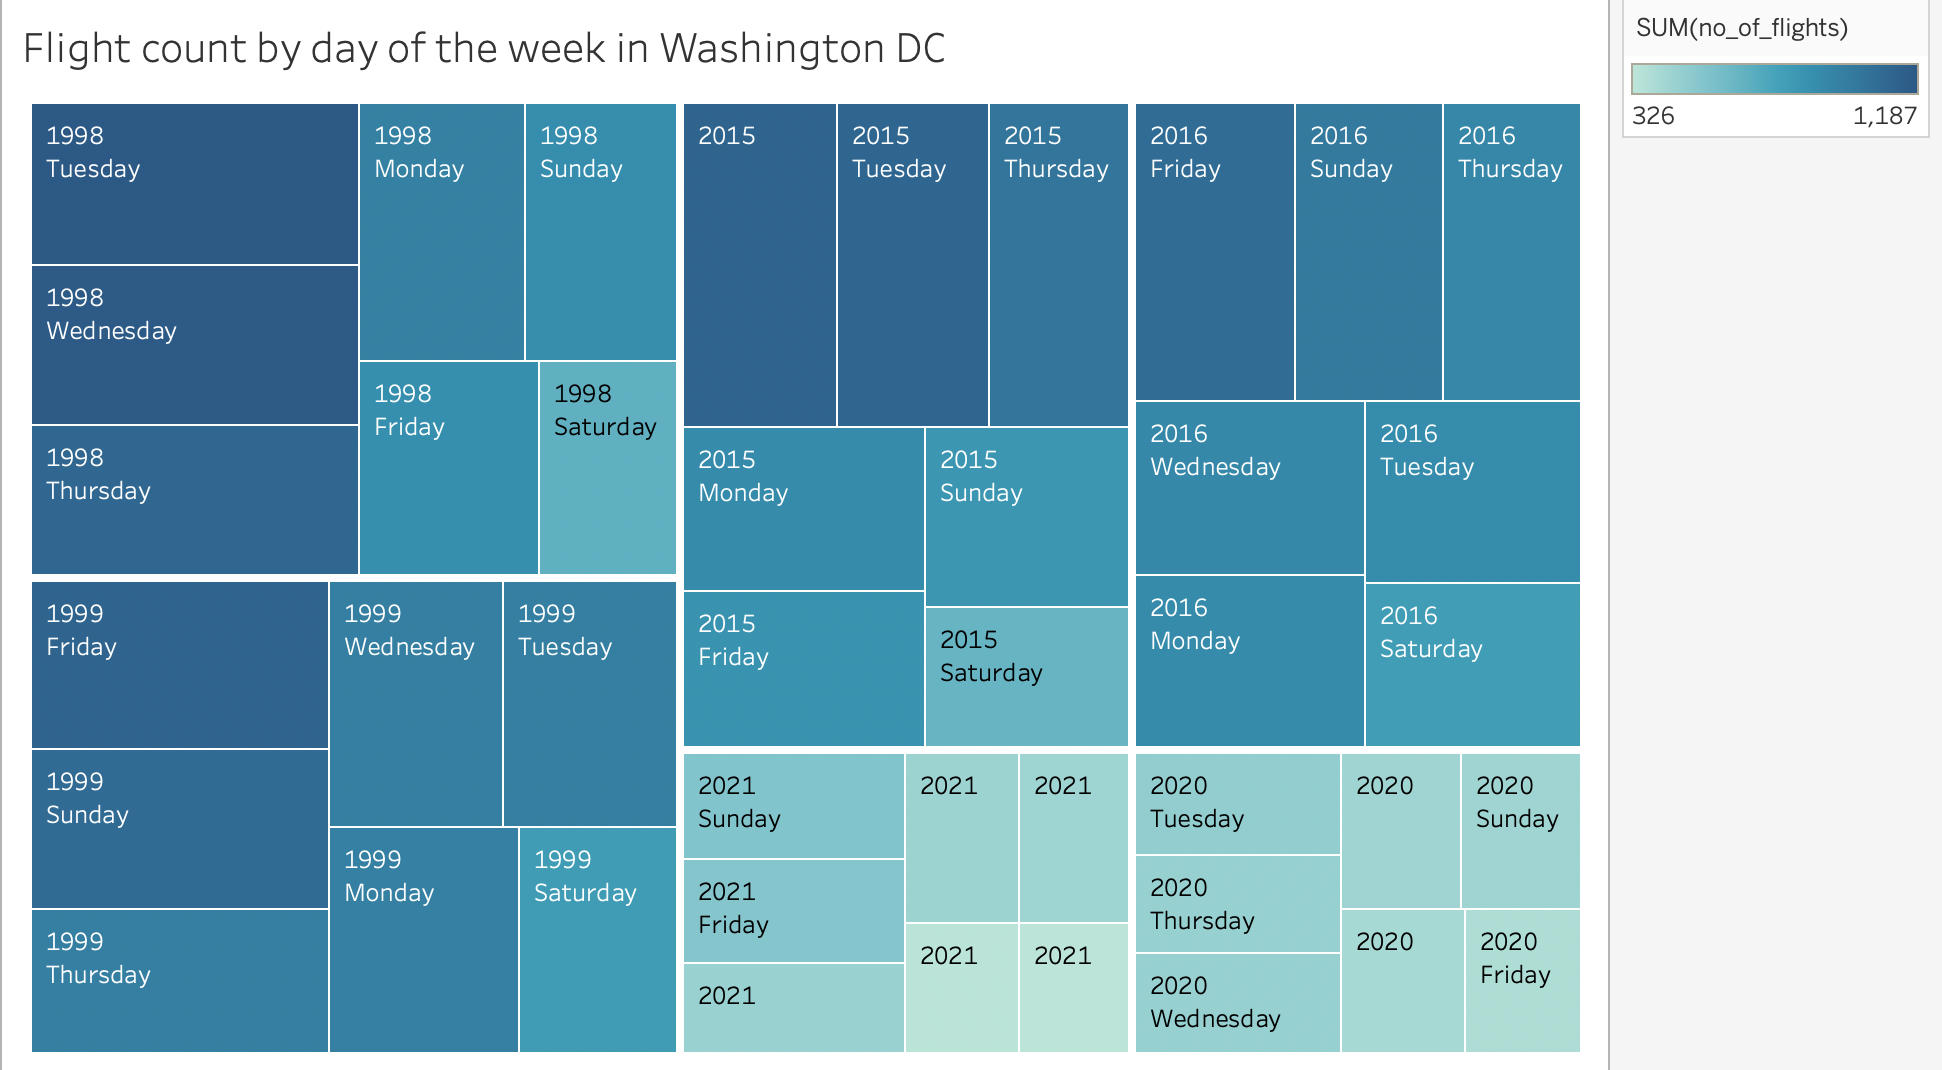 Flight count by day of the week in Washington DC
SUM(no_of_flights)
326
1,187
1998
Tuesday
1998
Wednesday
1998
Thursday
1998
Monday
1998
Sunday
1998
Friday
1998
Saturday
1999
Friday
1999
Sunday
1999
Thursday
1999
Wednesday
1999
Tuesday
1999
Monday
1999
Saturday
2015
2015
Tuesday
2015
Thursday
2015
Monday
2015
Sunday
2015
Friday
2015
Saturday
2016
Friday
2016
Sunday
2016
Thursday
2016
Wednesday
2016
Tuesday
2016
Monday
2016
Saturday
2021
Sunday
2021
Friday
2021
2021
2021
2021
2021
2020
Tuesday
2020
Thursday
2020
Wednesday
2020
2020
Sunday
2020
2020
Friday